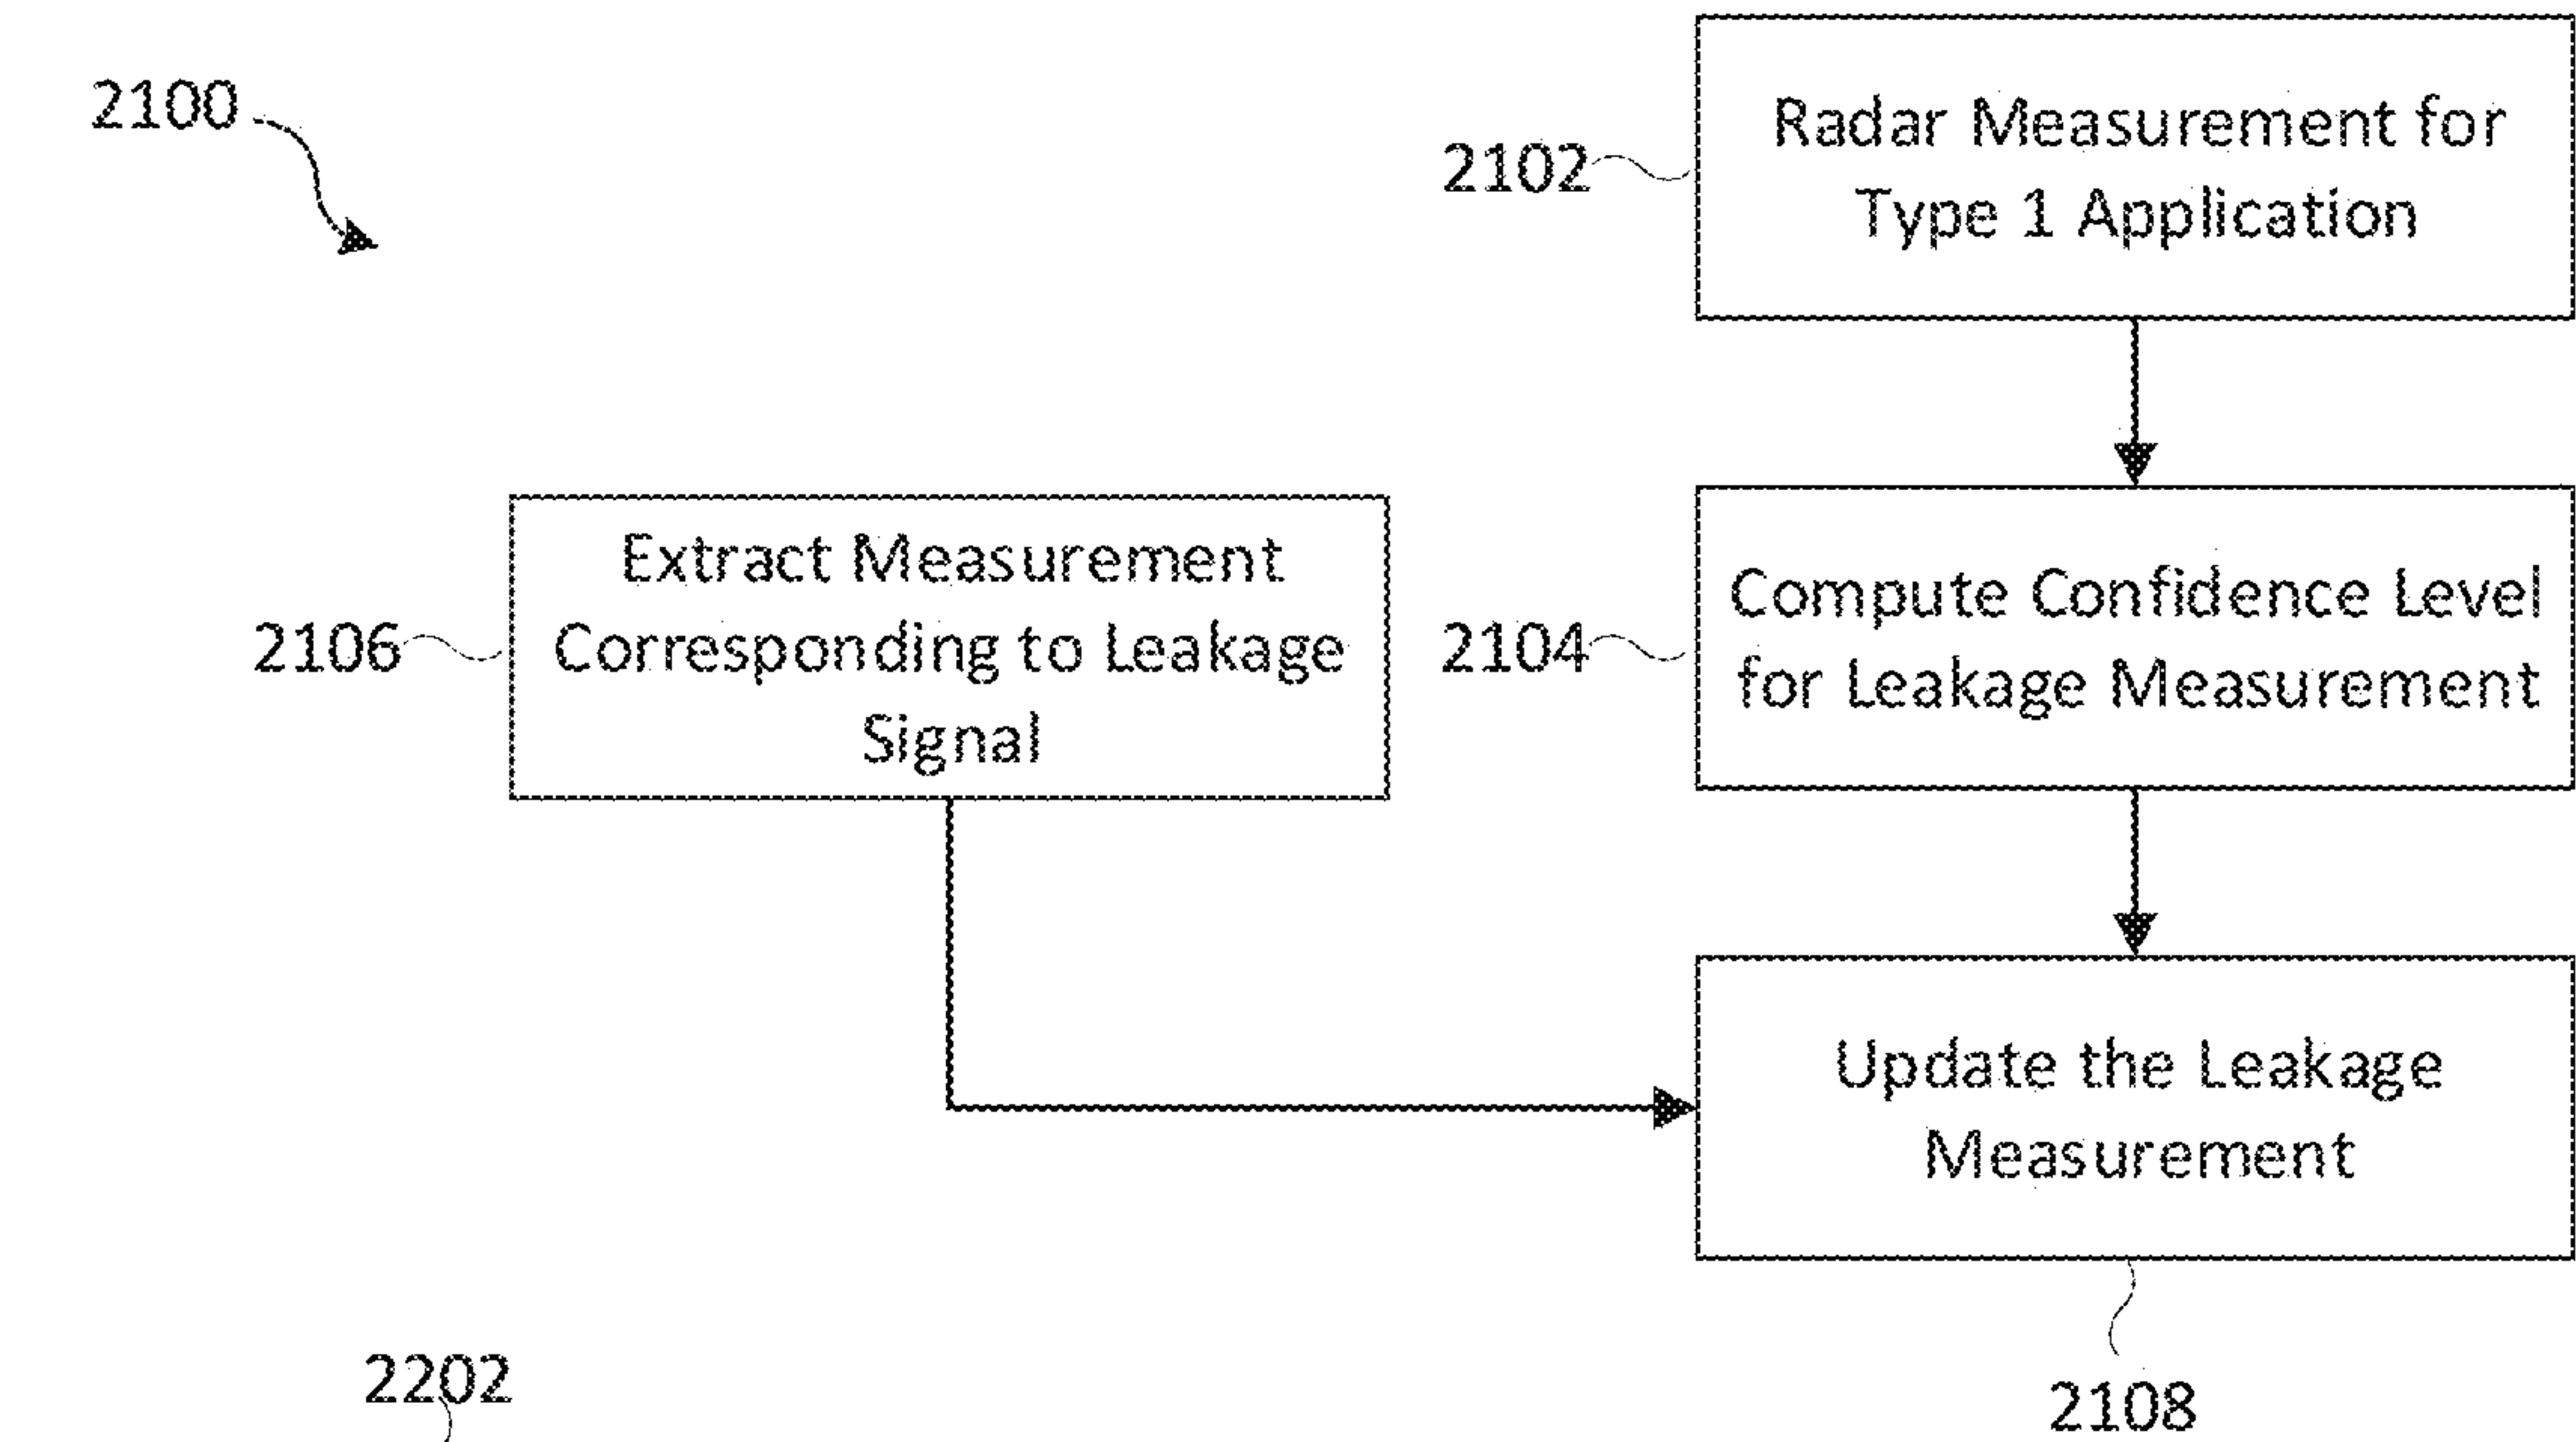 2100
2102
Radar Measurement for
Type 1 Application
2106
Extract Measurement
Corresponding to Leakage
Signal
2104
Compute Confidence Level
for Leakage Measurement
Update the Leakage
Measurement
2202
2108